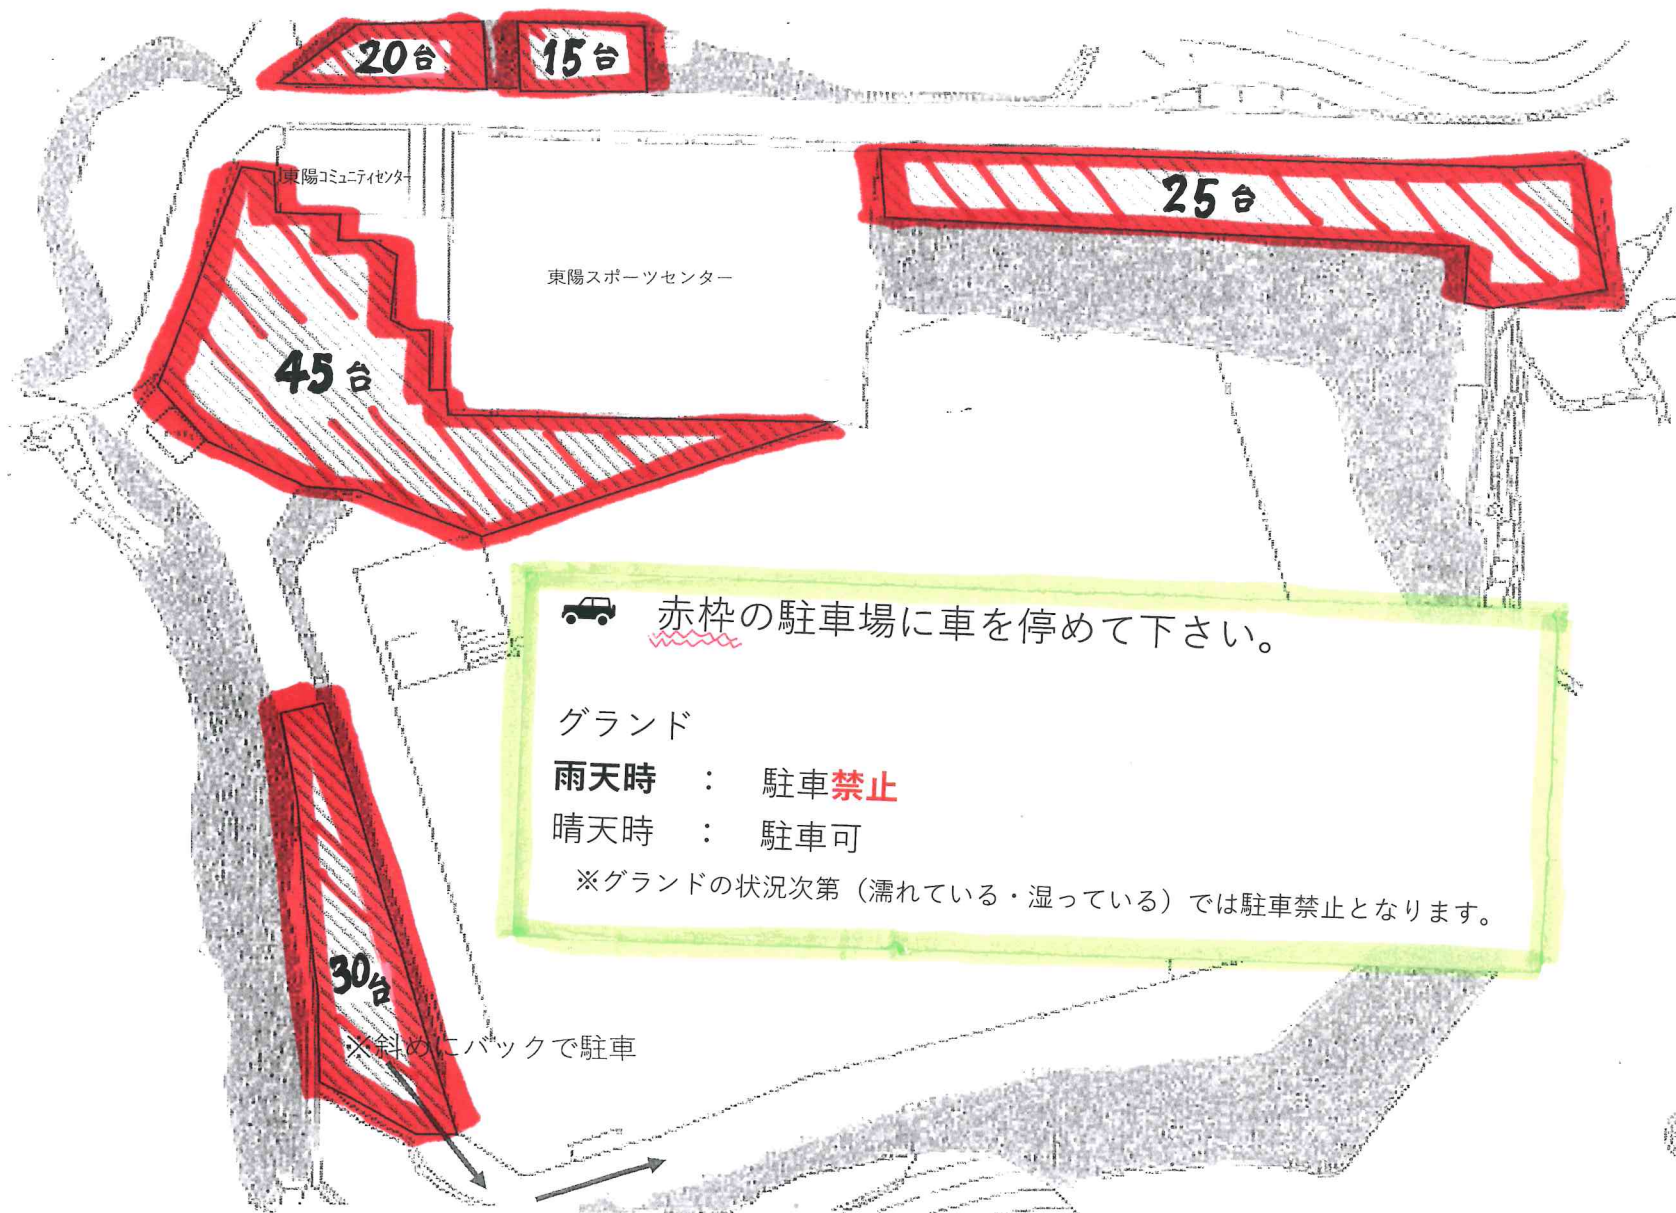 20台
15台
東陽コミュニティセンター
25台
東陽スポーツセンター
45台
赤枠の駐車場に車を停めて下さい。
グランド
雨天時 : 駐車禁止
晴天時 : 駐車可
※グランドの状況次第（濡れている・湿っている）では駐車禁止となります。
30台
※斜めにバックで駐車